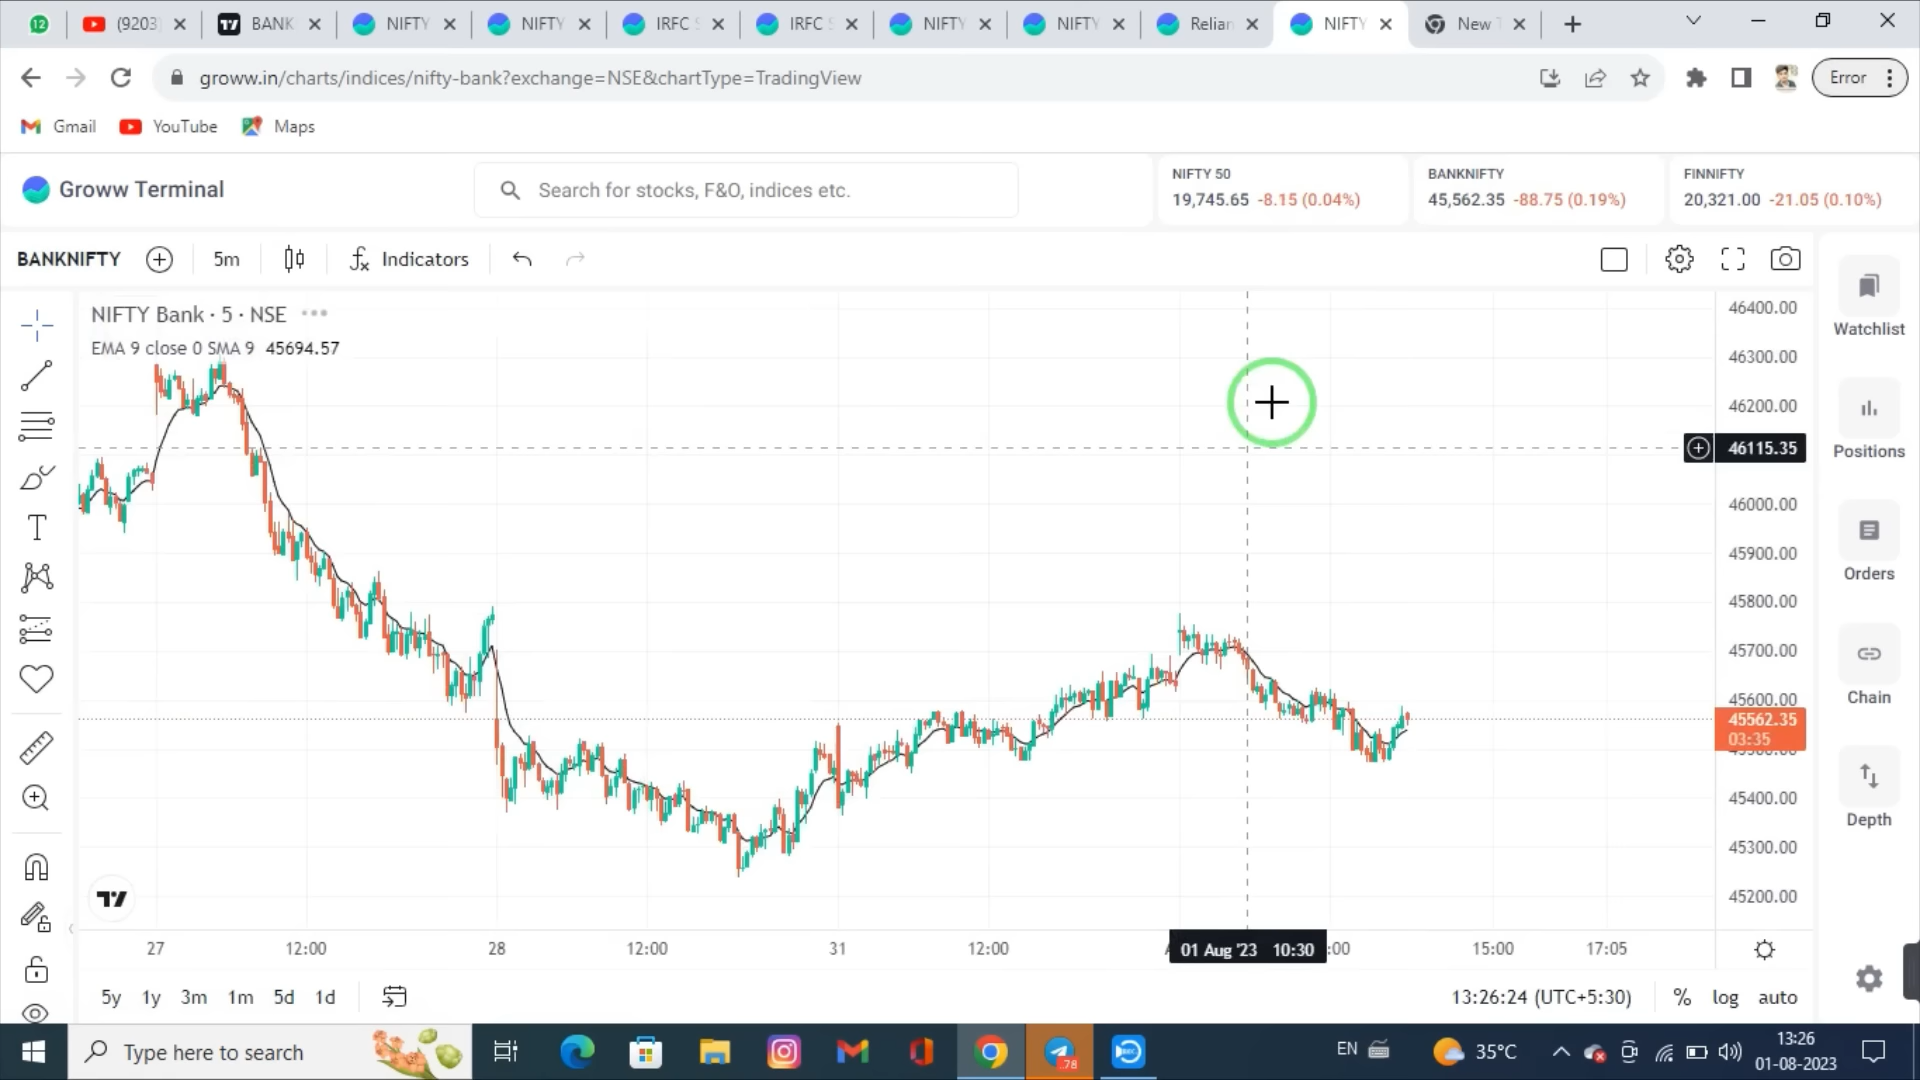 12
(9203
BANK
NIFTY
NIFTY
IRFC S
IRFC S
NIFTY
NIFTY
Relian
NIFTY
New T
groww.in/charts/indices/nifty-bank?exchange=NSE&chartType=TradingView
Error
Gmail
YouTube
Maps
Groww Terminal
Search for stocks, F&O, indices etc.
NIFTY 50
19,745.65 -8.15 (0.04%)
BANKNIFTY
45,562.35 -88.75 (0.19%)
FINNIFTY
20,321.00 -21.05 (0.10%)
BANKNIFTY
5m
Indicators
NIFTY Bank · 5 · NSE
EMA 9 close 0 SMA 9 45694.57
46400.00
46300.00
46200.00
46115.35
46000.00
45900.00
45800.00
45700.00
45600.00
45562.35
03:35
45400.00
45300.00
45200.00
Watchlist
Positions
Orders
Chain
Depth
27
12:00
28
12:00
31
12:00
01 Aug '23 10:30
:00
15:00
17:05
5y
1y
3m
1m
5d
1d
13:26:24 (UTC+5:30)
%
log
auto
Type here to search
78
EN
35°C
13:26
01-08-2023